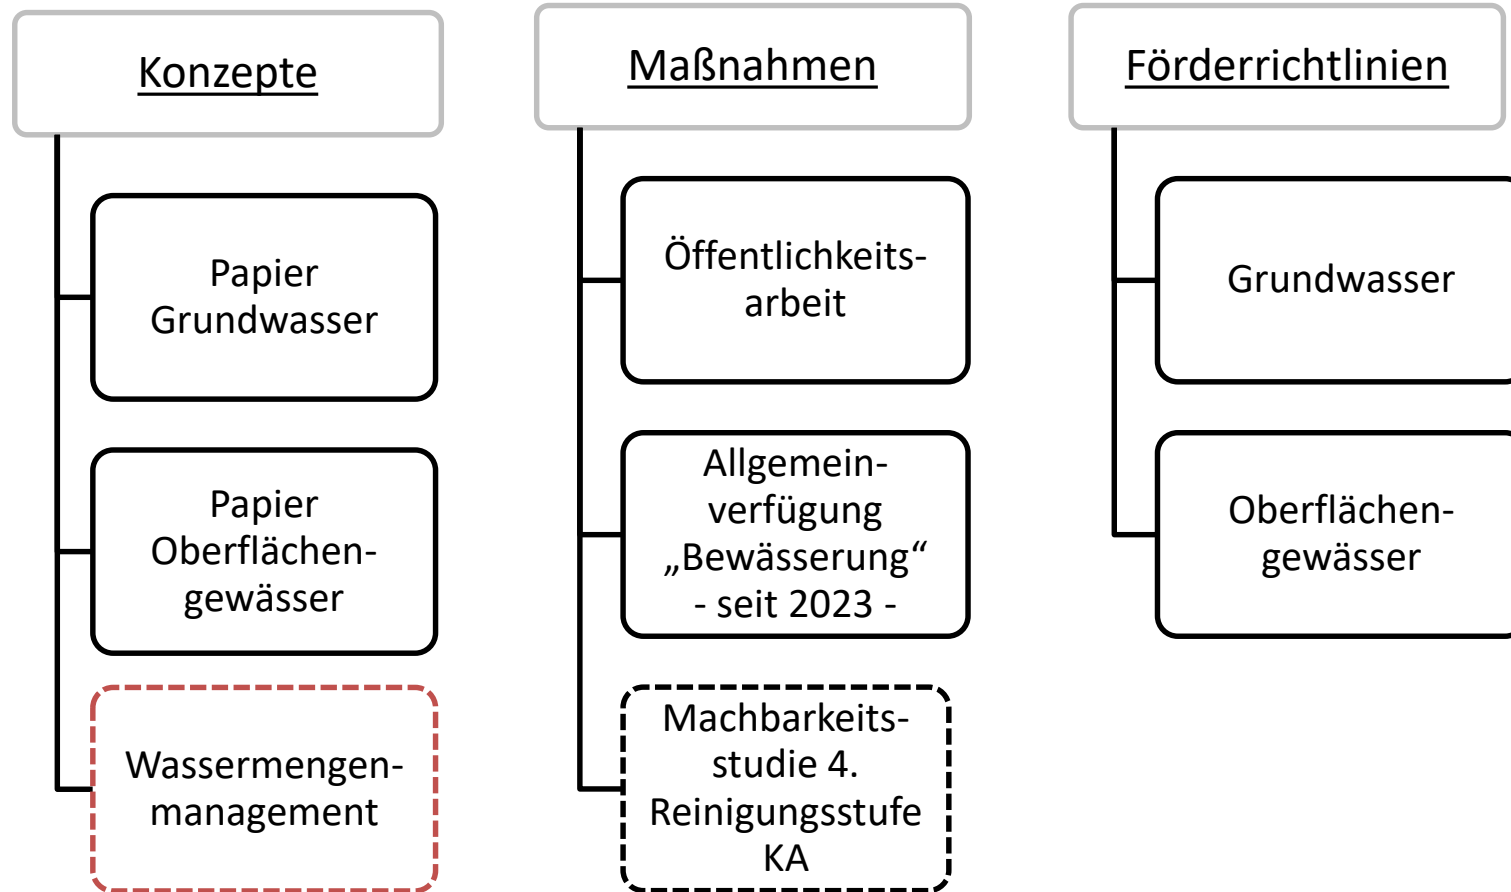 Konzepte
Papier
Grundwasser
Papier
Oberflächen-
gewässer
Wassermengen-
management
Maßnahmen
Öffentlichkeits-
arbeit
Allgemein-
verfügung
„Bewässerung“
- seit 2023 -
Machbarkeits-
studie 4.
Reinigungsstufe
KA
Förderrichtlinien
Grundwasser
Oberflächen-
gewässer